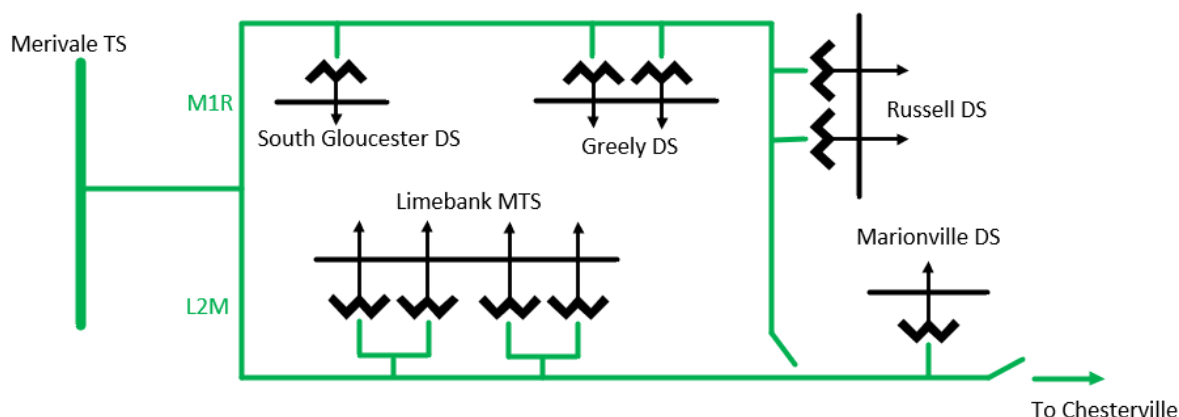 Merivale TS
M1R
South Gloucester DS
Greely DS
Russell DS
Limebank MTS
Marionville DS
L2M
To Chesterville